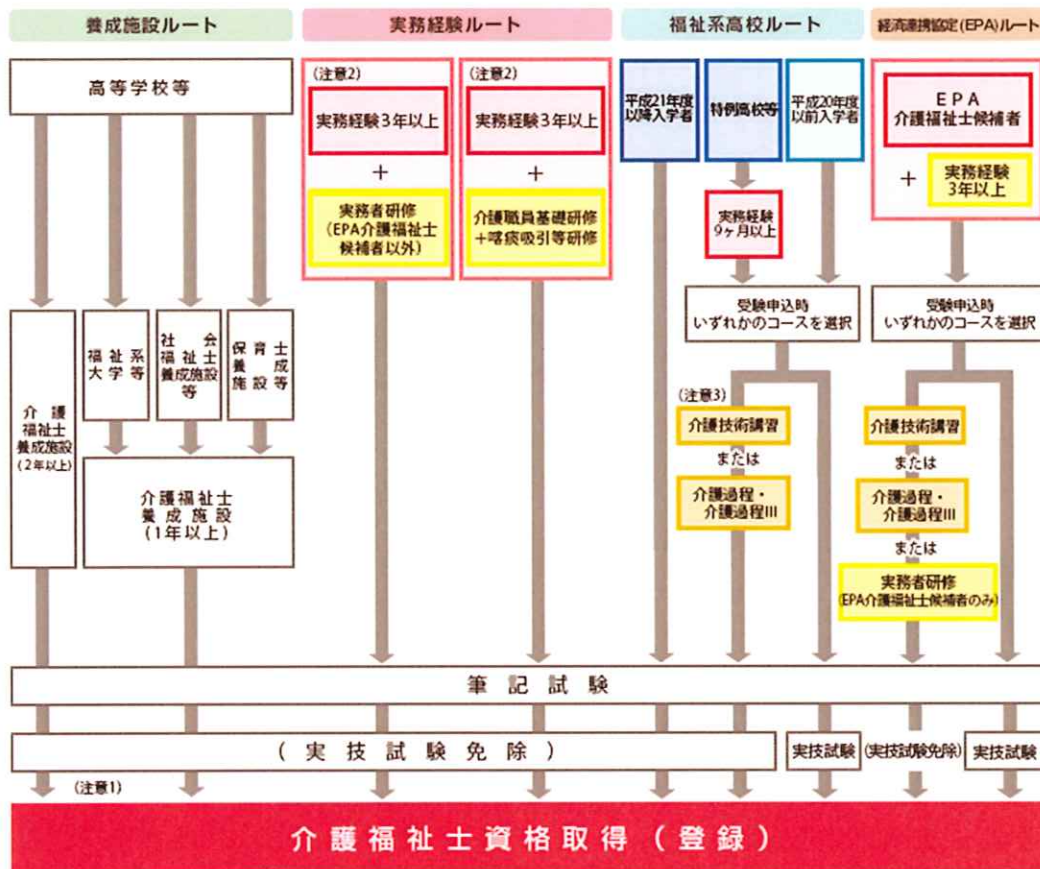 養成施設ルート
実務経験ルート
福祉系高校ルート
経済連携協定(EPA)ルート
高等学校等
介護
福祉士
養成施設
(2年以上)
福祉系
大学等
社会
福祉士
養成施設
等
保育士
養成
施設等
介護福祉士
養成施設
(1年以上)
(注意2)
実務経験3年以上
+
実務者研修
(EPA介護福祉士
候補者以外)
(注意2)
実務経験3年以上
+
介護職員基礎研修
+喀痰吸引等研修
平成21年度
以降入学者
特例高校等
平成20年度
以前入学者
実務経験
9ヶ月以上
受験申込時
いずれかのコースを選択
(注意3)
介護技術講習
または
介護過程・
介護過程III
EPA
介護福祉士候補者
+
実務経験
3年以上
受験申込時
いずれかのコースを選択
介護技術講習
または
介護過程・
介護過程III
または
実務者研修
(EPA介護福祉士候補者のみ)
筆記試験
(実技試験免除)
実技試験
(実技試験免除)
実技試験
(注意1)
介護福祉士資格取得(登録)